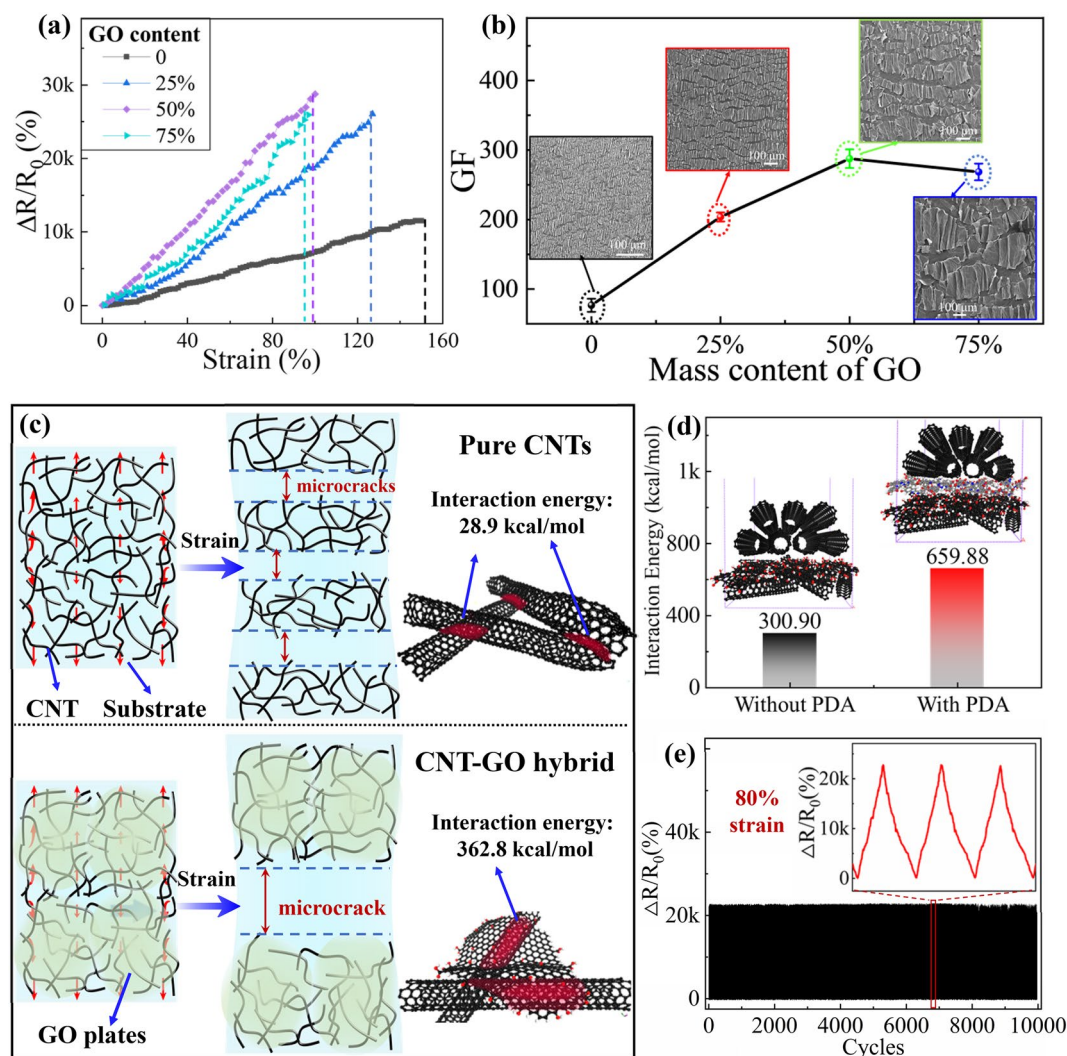 (a)
GO content
0
25%
50%
75%
ΔR/R0 (%)
50k
40k
30k
20k
10k
0
0 40 80 120 160
Strain (%)
(b)
GF
400
300
200
100
100 μm
100 μm
100 μm
100 μm
0 25% 50% 75%
Mass content of GO
(c)
Pure CNTs
microcracks
Interaction energy:
28.9 kcal/mol
Strain
CNT Substrate
CNT-GO hybrid
Interaction energy:
362.8 kcal/mol
Strain
microcrack
GO plates
(d)
Interaction Energy (kcal/mol)
1k
800
600
400
200
0
659.88
300.90
Without PDA With PDA
(e)
80%
strain
ΔR/R0(%)
60k
40k
20k
0
ΔR/R0(%)
20k
10k
0
0 2000 4000 6000 8000 10000
Cycles